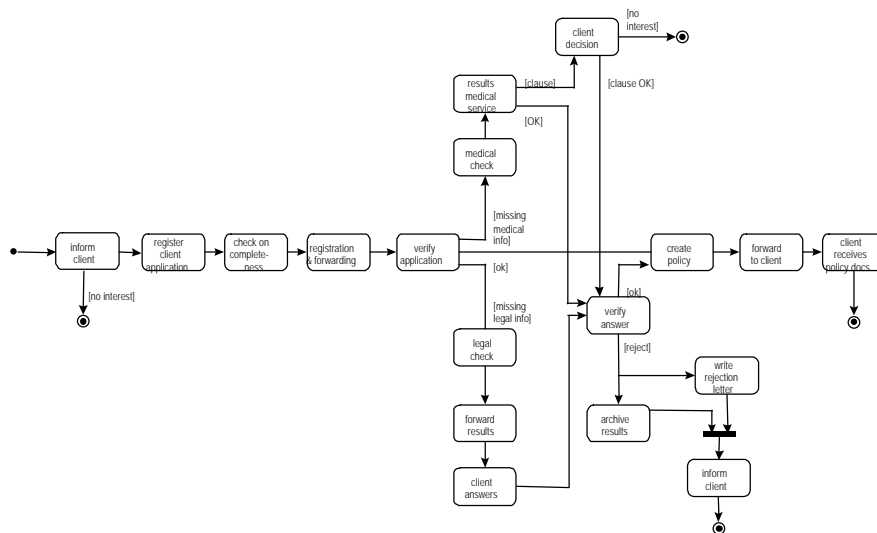 [no
interest]
client
decision
results
medical
service
[clause]
[clause OK]
[OK]
medical
check
[missing
medical
info]
inform
client
register
client
application
check on
complete-
ness
registration
& forwarding
verify
application
create
policy
forward
to client
client
receives
policy docs
[ok]
[no interest]
[ok]
[missing
legal info]
verify
answer
legal
check
[reject]
write
rejection
letter
forward
results
archive
results
client
answers
inform
client